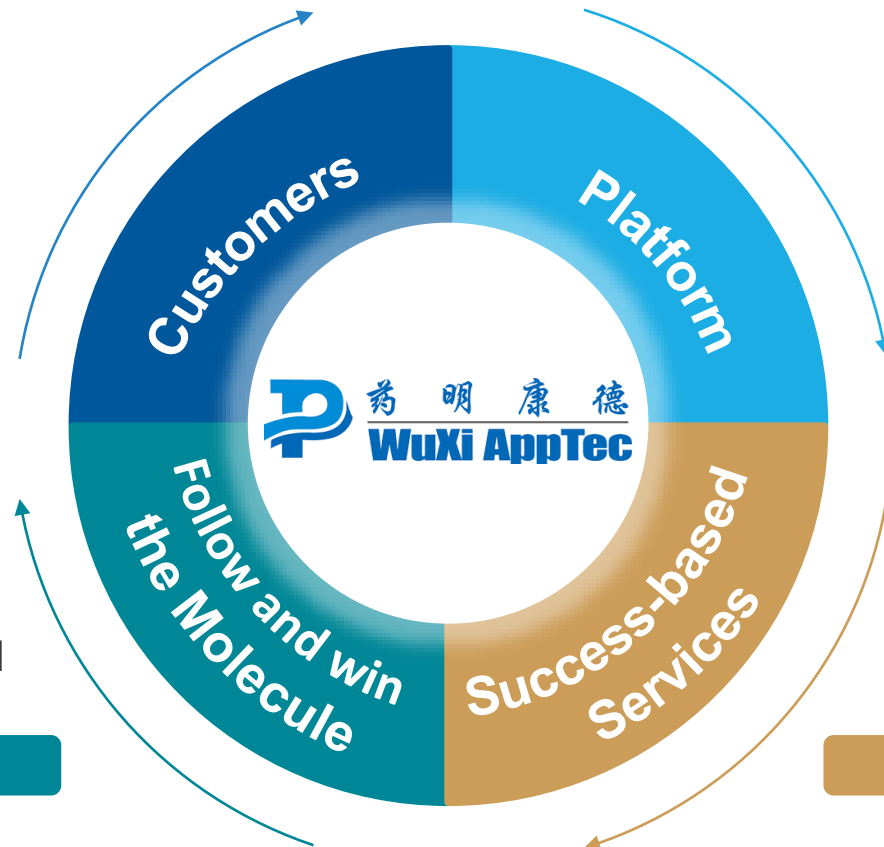 Customers
Platform
药明康德
WuXi AppTec
Follow and win
the Molecule
Success-based
Services